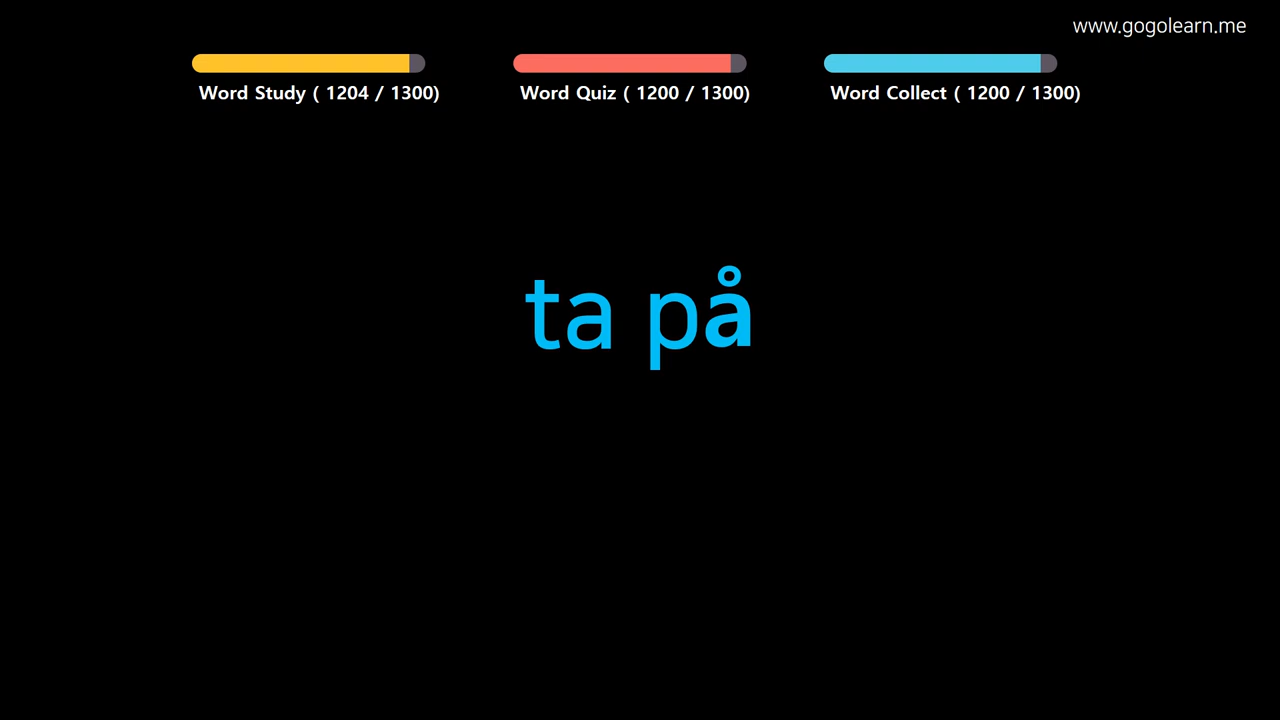 www.gogolearn.me
Word Study ( 1204 / 1300)
Word Quiz ( 1200 / 1300)
Word Collect ( 1200 / 1300)
ta på